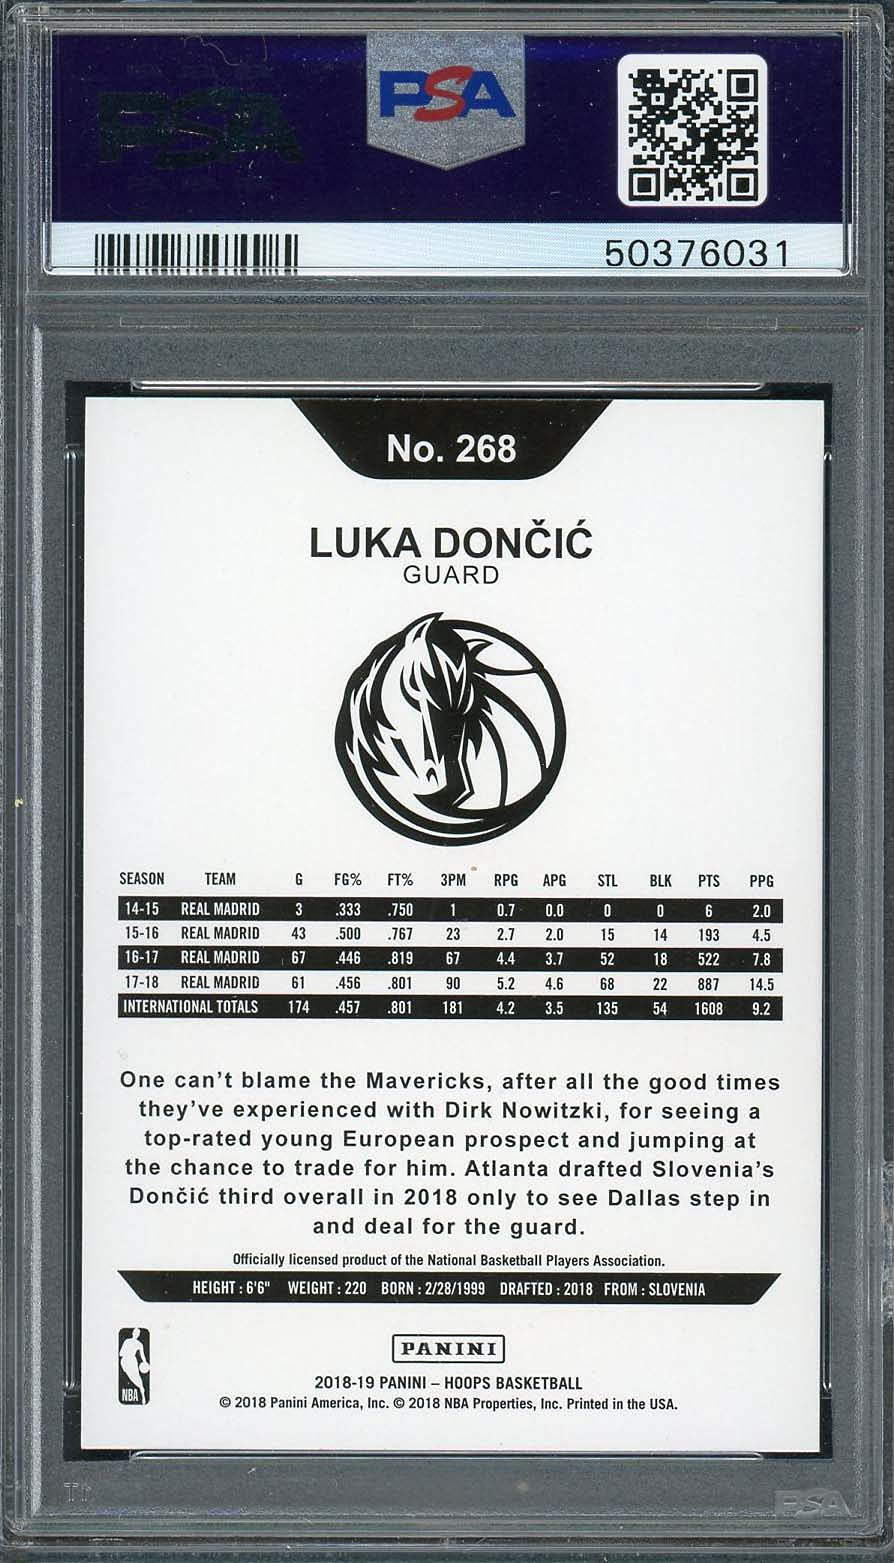 PSA
PSA
50376031
No. 268
LUKA DONČIĆ
GUARD
SEASON TEAM G FG% FT% 3PM RPG APG STL BLK PTS PPG
14-15 REAL MADRID 3 .333 .750 1 0.7 0.0 0 0 6 2.0
15-16 REAL MADRID 43 .500 .767 23 2.7 2.0 15 14 193 4.5
16-17 REAL MADRID 67 .446 .819 67 4.4 3.7 52 18 522 7.8
17-18 REAL MADRID 61 .456 .801 90 5.2 4.6 68 22 887 14.5
INTERNATIONAL TOTALS 174 .457 .801 181 4.2 3.5 135 54 1608 9.2
One can't blame the Mavericks, after all the good times
they've experienced with Dirk Nowitzki, for seeing a
top-rated young European prospect and jumping at
the chance to trade for him. Atlanta drafted Slovenia's
Dončić third overall in 2018 only to see Dallas step in
and deal for the guard.
Officially licensed product of the National Basketball Players Association.
HEIGHT : 6'6" WEIGHT : 220 BORN : 2/28/1999 DRAFTED : 2018 FROM : SLOVENIA
NBA
PANINI
2018-19 PANINI – HOOPS BASKETBALL
© 2018 Panini America, Inc. © 2018 NBA Properties, Inc. Printed in the USA.
PSA